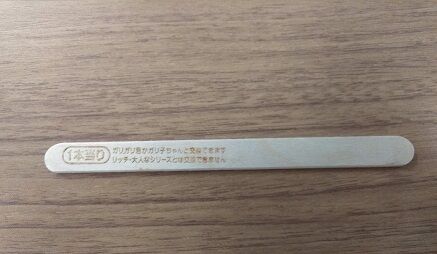 1本当り
ガリガリ君かガリ子ちゃんと交換できます
リッチ・大人なシリーズとは交換できません